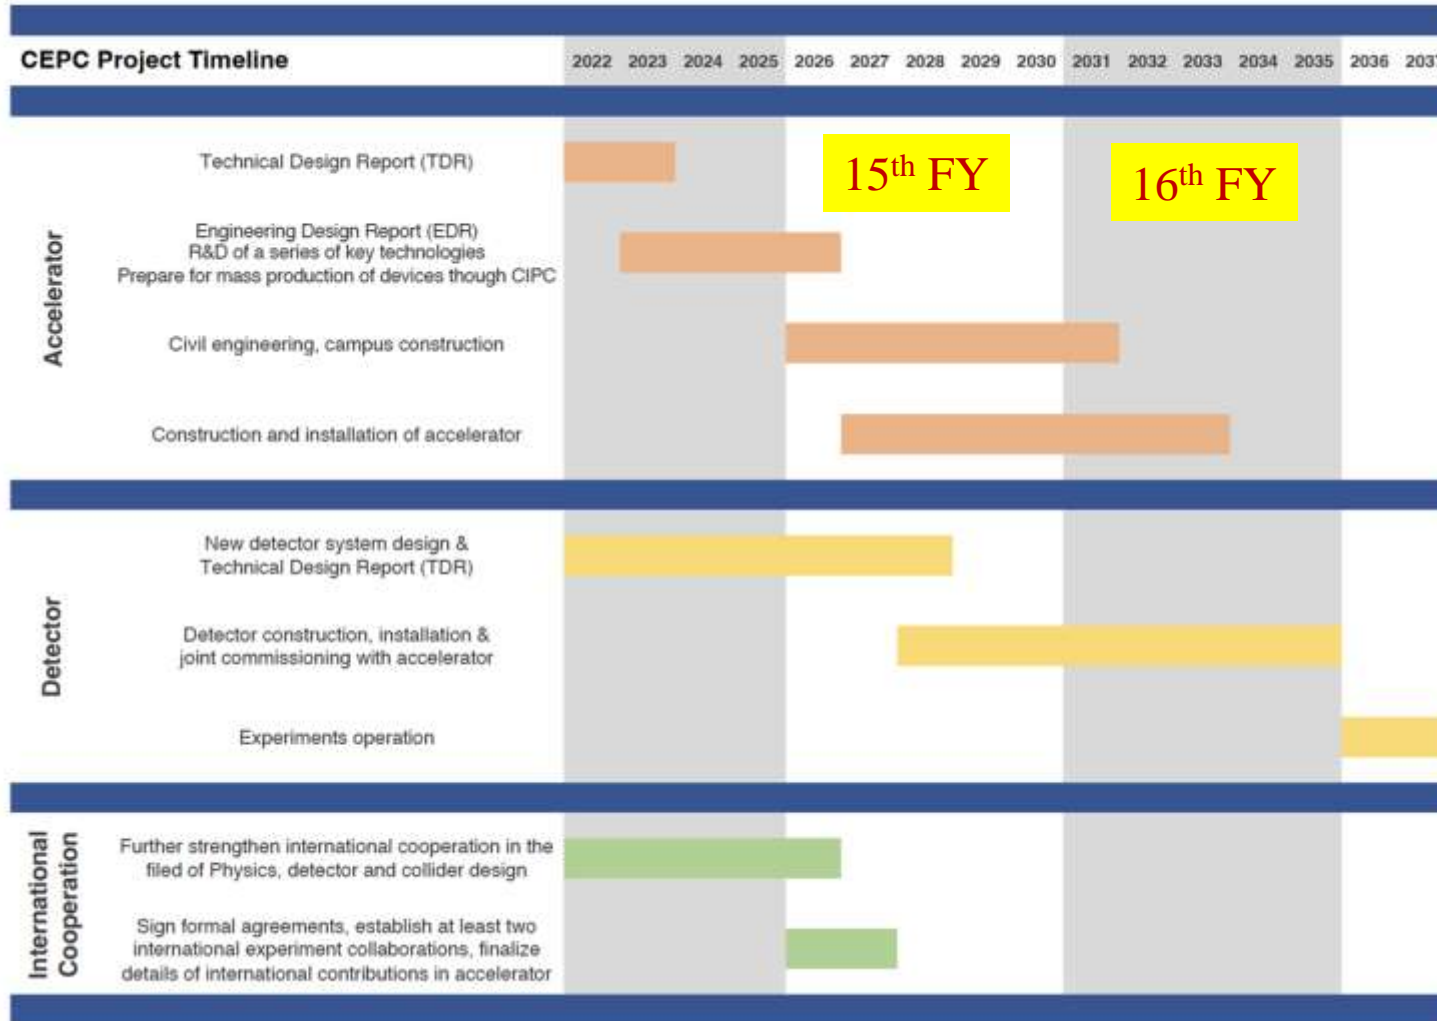 CEPC Project Timeline 2022 2023 2024 2025 2026 2027 2028 2029 2030 2031 2032 2033 2034 2035 2036 2037
Accelerator
Technical Design Report (TDR)
15th FY
16th FY
Engineering Design Report (EDR)
R&D of a series of key technologies
Prepare for mass production of devices though CIPC
Civil engineering, campus construction
Construction and installation of accelerator
Detector
New detector system design &
Technical Design Report (TDR)
Detector construction, installation &
joint commissioning with accelerator
Experiments operation
International
Cooperation
Further strengthen international cooperation in the
filed of Physics, detector and collider design
Sign formal agreements, establish at least two
international experiment collaborations, finalize
details of international contributions in accelerator